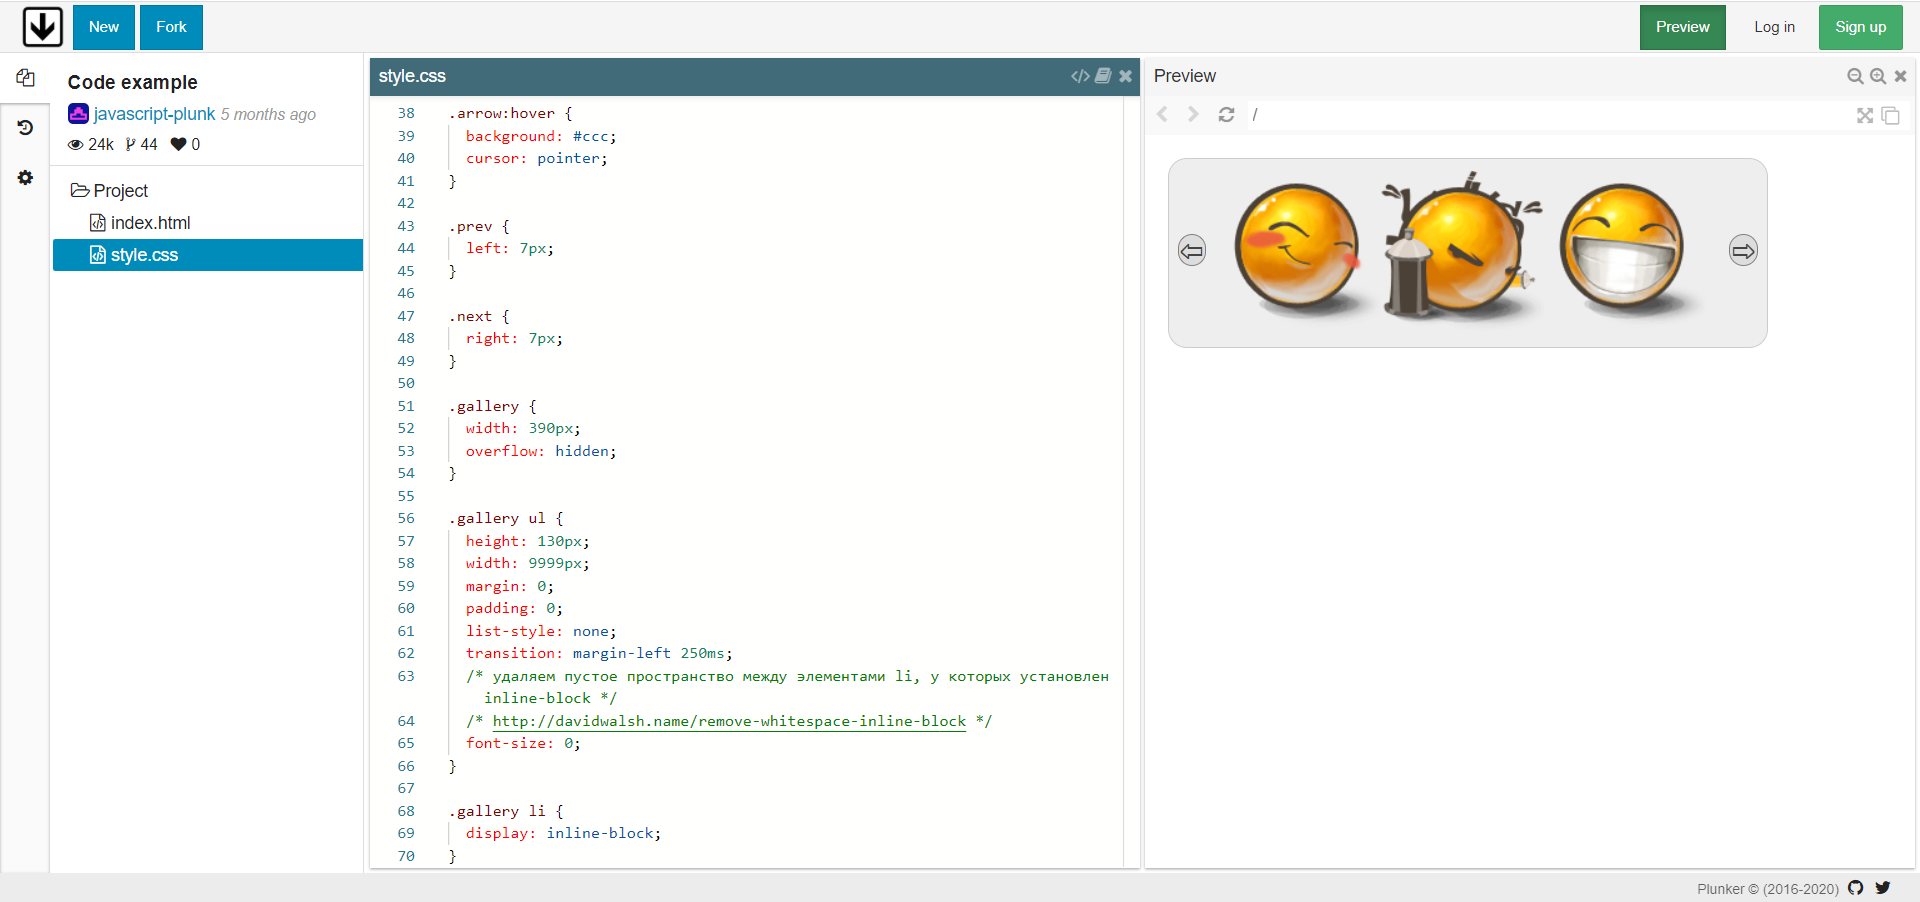 New
Fork
Preview
Log in
Sign up
Code example
javascript-plunk 5 months ago
24k 44 0
Project
index.html
style.css
style.css
38 .arrow:hover {
39 background: #ccc;
40 cursor: pointer;
41 }
42
43 .prev {
44 left: 7px;
45 }
46
47 .next {
48 right: 7px;
49 }
50
51 .gallery {
52 width: 390px;
53 overflow: hidden;
54 }
55
56 .gallery ul {
57 height: 130px;
58 width: 9999px;
59 margin: 0;
60 padding: 0;
61 list-style: none;
62 transition: margin-left 250ms;
63 /* удаляем пустое пространство между элементами li, у которых установлен
inline-block */
64 /* http://davidwalsh.name/remove-whitespace-inline-block */
65 font-size: 0;
66 }
67
68 .gallery li {
69 display: inline-block;
70 }
Preview
/
Plunker © (2016-2020)